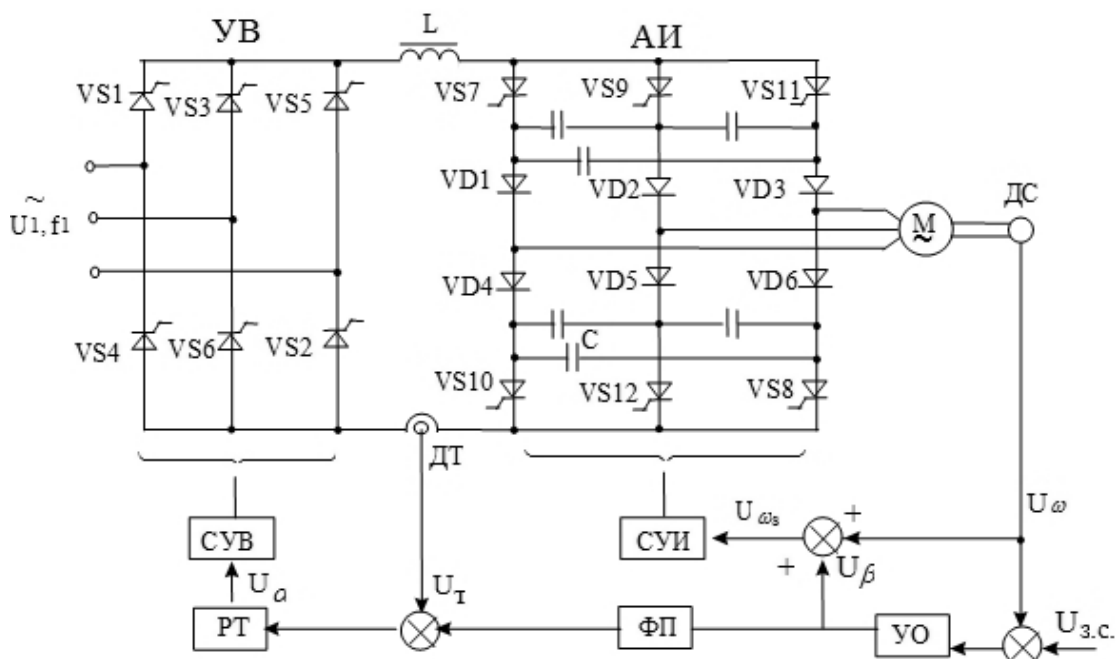 УВ
L
АИ
VS1
VS3
VS5
VS7
VS9
VS11
VD1
VD2
VD3
ДС
~
U1, f1
М
~
VD4
VD5
VD6
VS4
VS6
VS2
C
VS10
VS12
VS8
ДТ
Uω
СУВ
СУИ
Uωs
+
+
Uβ
Uα
Uт
РТ
ФП
УО
Uз.с.